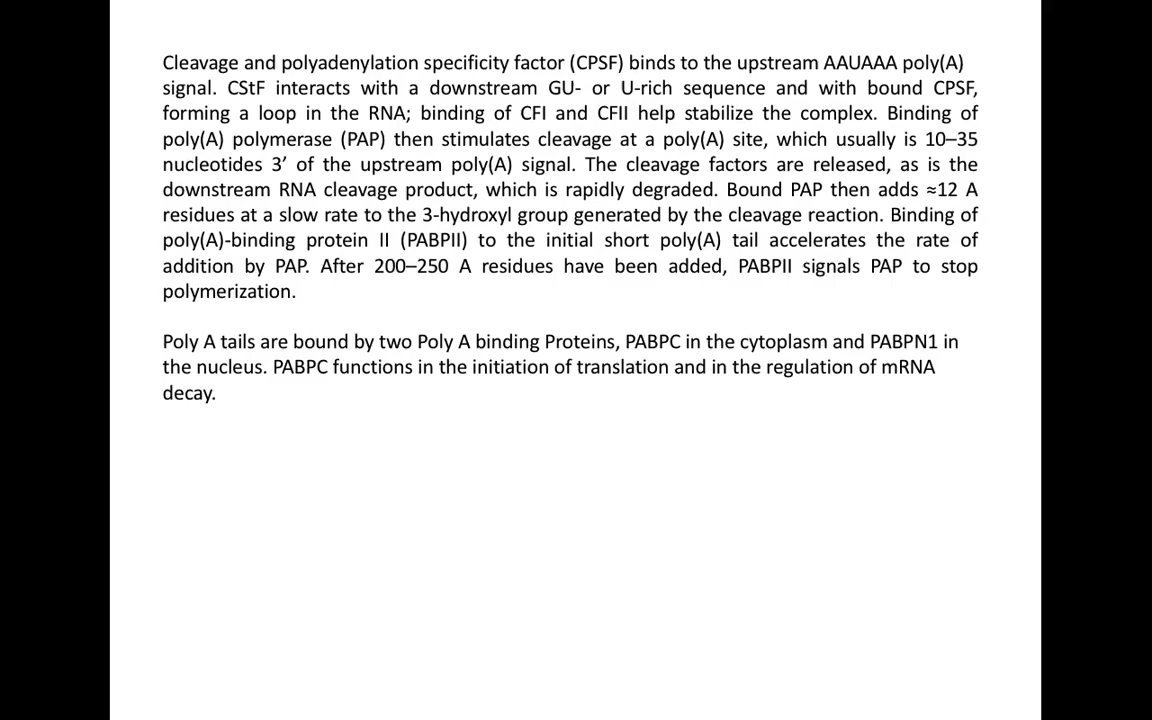 Cleavage and polyadenylation specificity factor (CPSF) binds to the upstream AAUAAA poly(A)
signal. CStF interacts with a downstream GU- or U-rich sequence and with bound CPSF,
forming a loop in the RNA; binding of CFI and CFII help stabilize the complex. Binding of
poly(A) polymerase (PAP) then stimulates cleavage at a poly(A) site, which usually is 10–35
nucleotides 3′ of the upstream poly(A) signal. The cleavage factors are released, as is the
downstream RNA cleavage product, which is rapidly degraded. Bound PAP then adds ≈12 A
residues at a slow rate to the 3-hydroxyl group generated by the cleavage reaction. Binding of
poly(A)-binding protein II (PABPII) to the initial short poly(A) tail accelerates the rate of
addition by PAP. After 200–250 A residues have been added, PABPII signals PAP to stop
polymerization.
Poly A tails are bound by two Poly A binding Proteins, PABPC in the cytoplasm and PABPN1 in
the nucleus. PABPC functions in the initiation of translation and in the regulation of mRNA
decay.